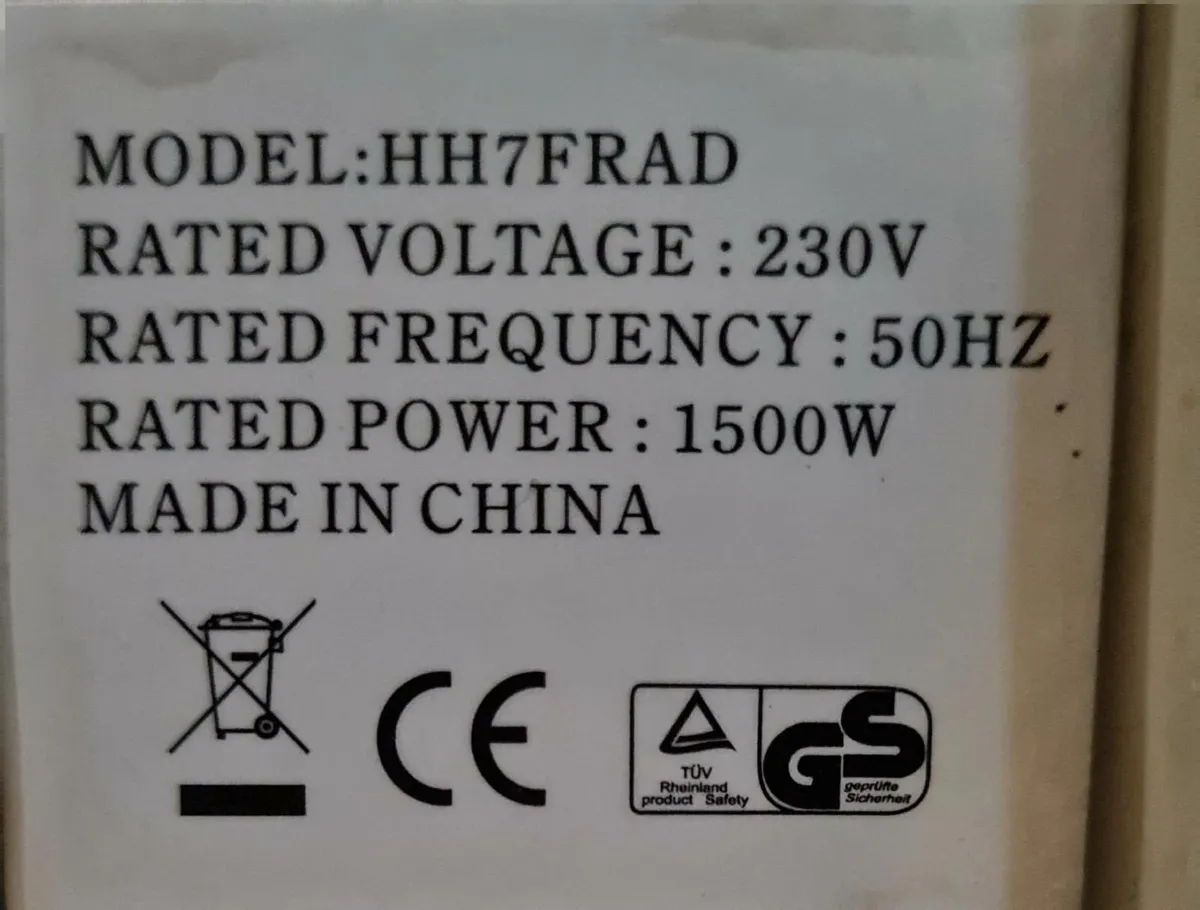 MODEL:HH7FRAD
RATED VOLTAGE : 230V
RATED FREQUENCY : 50HZ
RATED POWER : 1500W
MADE IN CHINA
CE
TÜV
Rheinland
product Safety
GS
geprüfte
Sicherheit